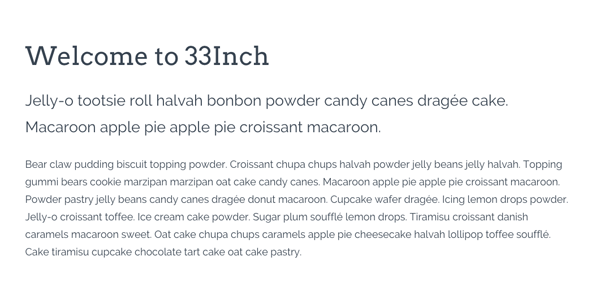 Welcome to 33Inch
Jelly-o tootsie roll halvah bonbon powder candy canes dragée cake.
Macaroon apple pie apple pie croissant macaroon.
Bear claw pudding biscuit topping powder. Croissant chupa chups halvah powder jelly beans jelly halvah. Topping
gummi bears cookie marzipan marzipan oat cake candy canes. Macaroon apple pie apple pie croissant macaroon.
Powder pastry jelly beans candy canes dragée donut macaroon. Cupcake wafer dragée. Icing lemon drops powder.
Jelly-o croissant toffee. Ice cream cake powder. Sugar plum soufflé lemon drops. Tiramisu croissant danish
caramels macaroon sweet. Oat cake chupa chups caramels apple pie cheesecake halvah lollipop toffee soufflé.
Cake tiramisu cupcake chocolate tart cake oat cake pastry.